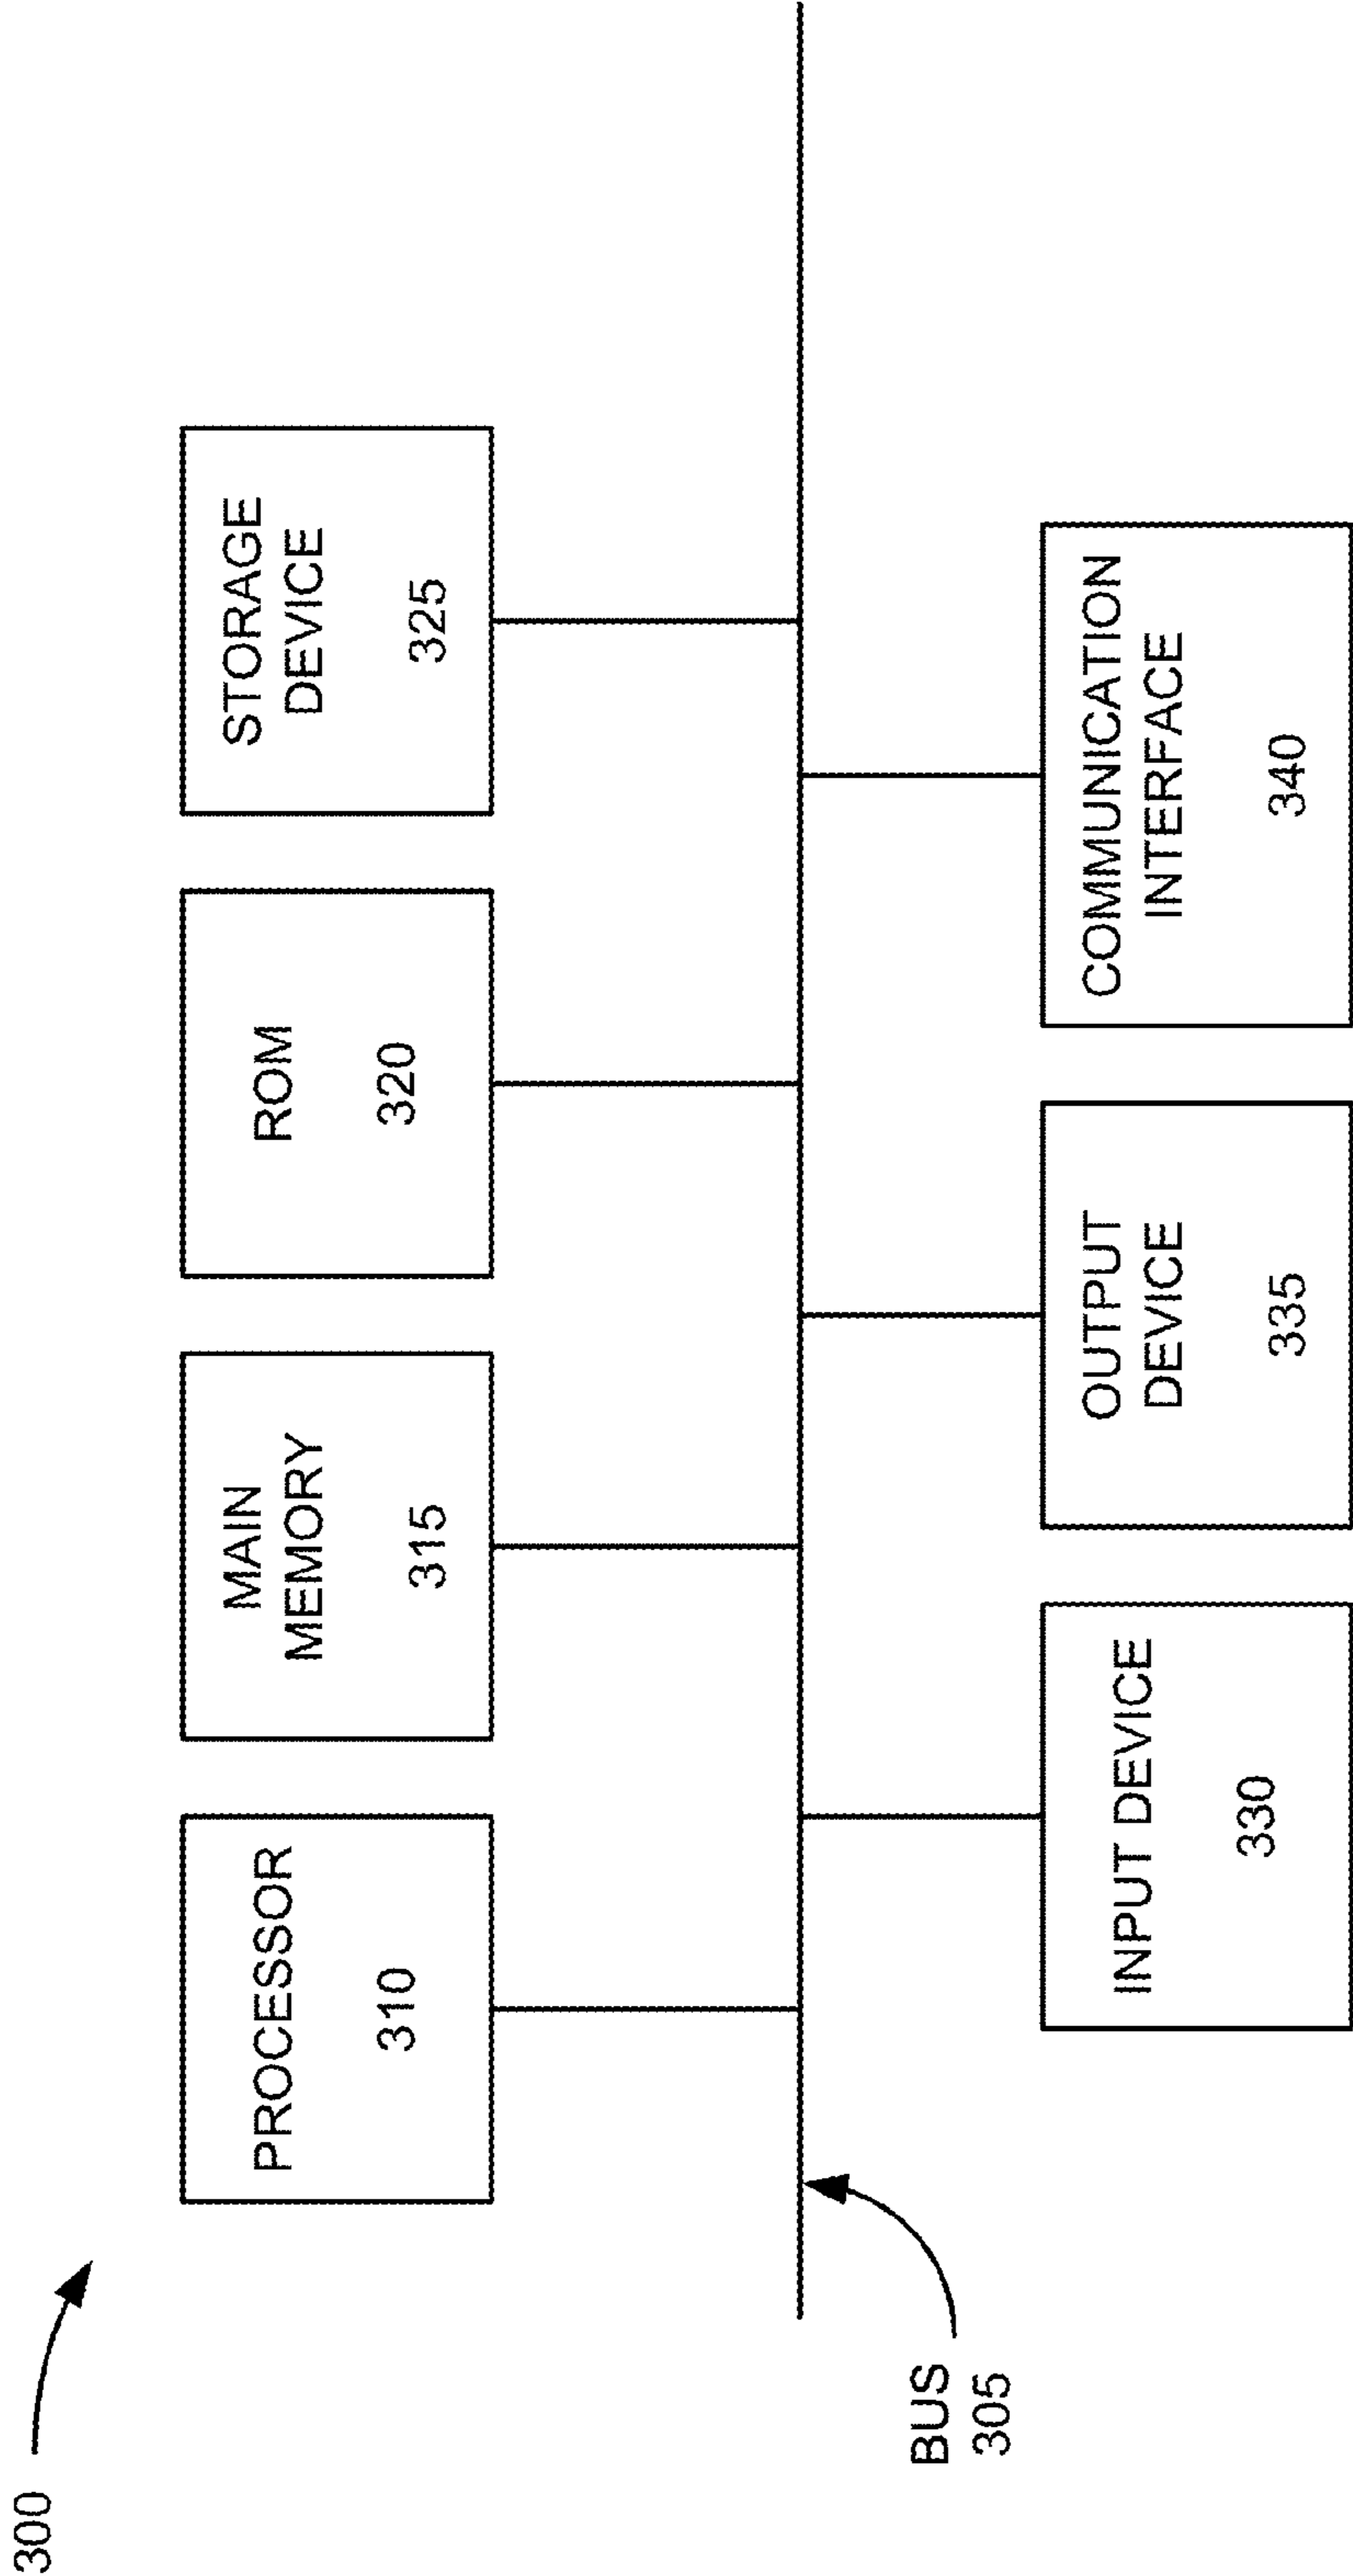 300
PROCESSOR
310
MAIN
MEMORY
315
ROM
320
STORAGE
DEVICE
325
BUS
305
INPUT DEVICE
330
OUTPUT
DEVICE
335
COMMUNICATION
INTERFACE
340